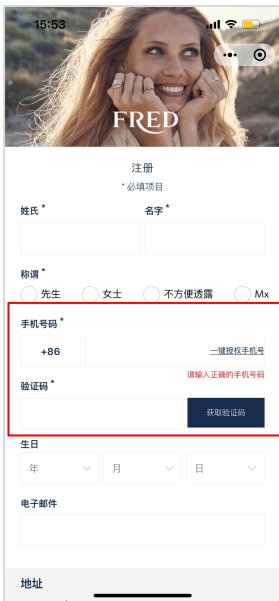 15:53
FRED
注册
*必填项目
姓氏 * 名字 *
称谓 *
先生 女士 不方便透露 Mx
手机号码 *
+86 一键授权手机号
请输入正确的手机号码
验证码 *
获取验证码
生日
年 月 日
电子邮件
地址